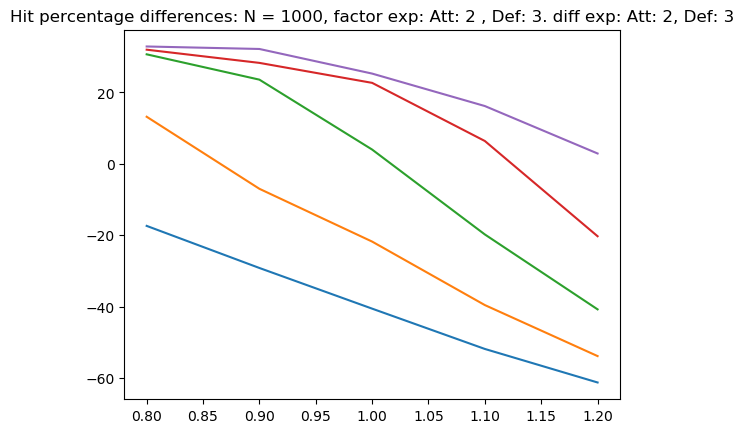 Hit percentage differences: N = 1000, factor exp: Att: 2 , Def: 3. diff exp: Att: 2, Def: 3
20
0
−20
−40
−60
0.80 0.85 0.90 0.95 1.00 1.05 1.10 1.15 1.20